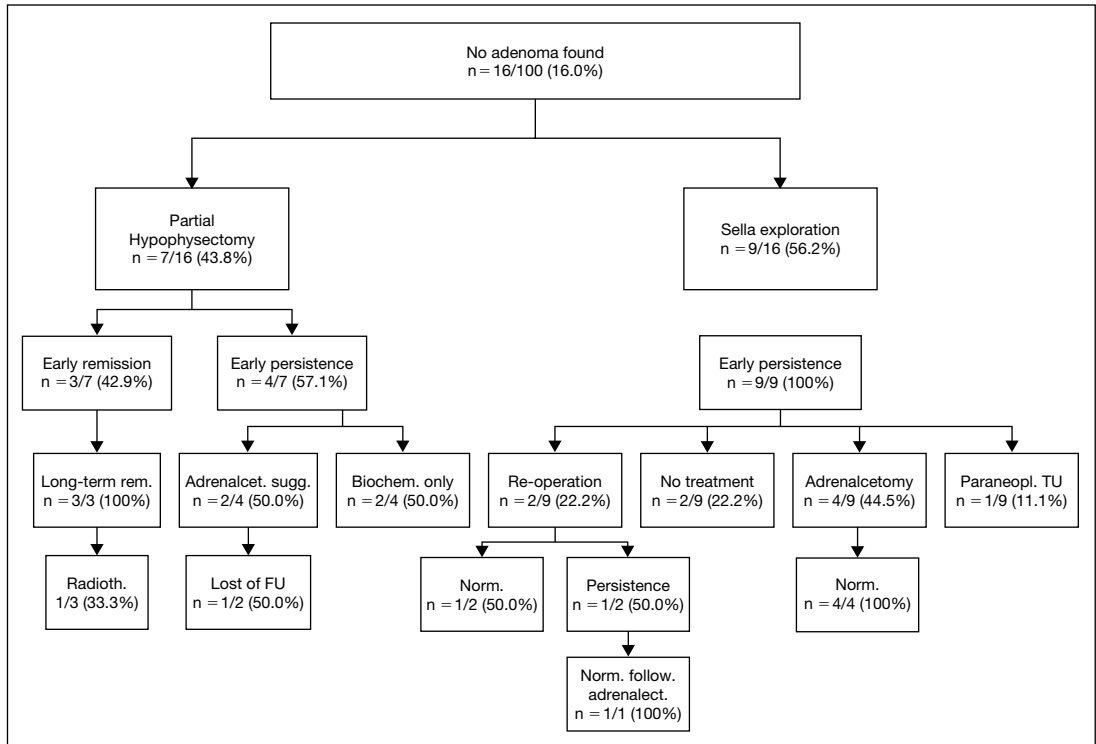 No adenoma found
n = 16/100 (16.0%)
Partial
Hypophysectomy
n = 7/16 (43.8%)
Sella exploration
n = 9/16 (56.2%)
Early remission
n = 3/7 (42.9%)
Early persistence
n = 4/7 (57.1%)
Early persistence
n = 9/9 (100%)
Long-term rem.
n = 3/3 (100%)
Adrenalcet. sugg.
n = 2/4 (50.0%)
Biochem. only
n = 2/4 (50.0%)
Re-operation
n = 2/9 (22.2%)
No treatment
n = 2/9 (22.2%)
Adrenalcetomy
n = 4/9 (44.5%)
Paraneopl. TU
n = 1/9 (11.1%)
Radioth.
1/3 (33.3%)
Lost of FU
n = 1/2 (50.0%)
Norm.
n = 1/2 (50.0%)
Persistence
n = 1/2 (50.0%)
Norm.
n = 4/4 (100%)
Norm. follow.
adrenalect.
n = 1/1 (100%)